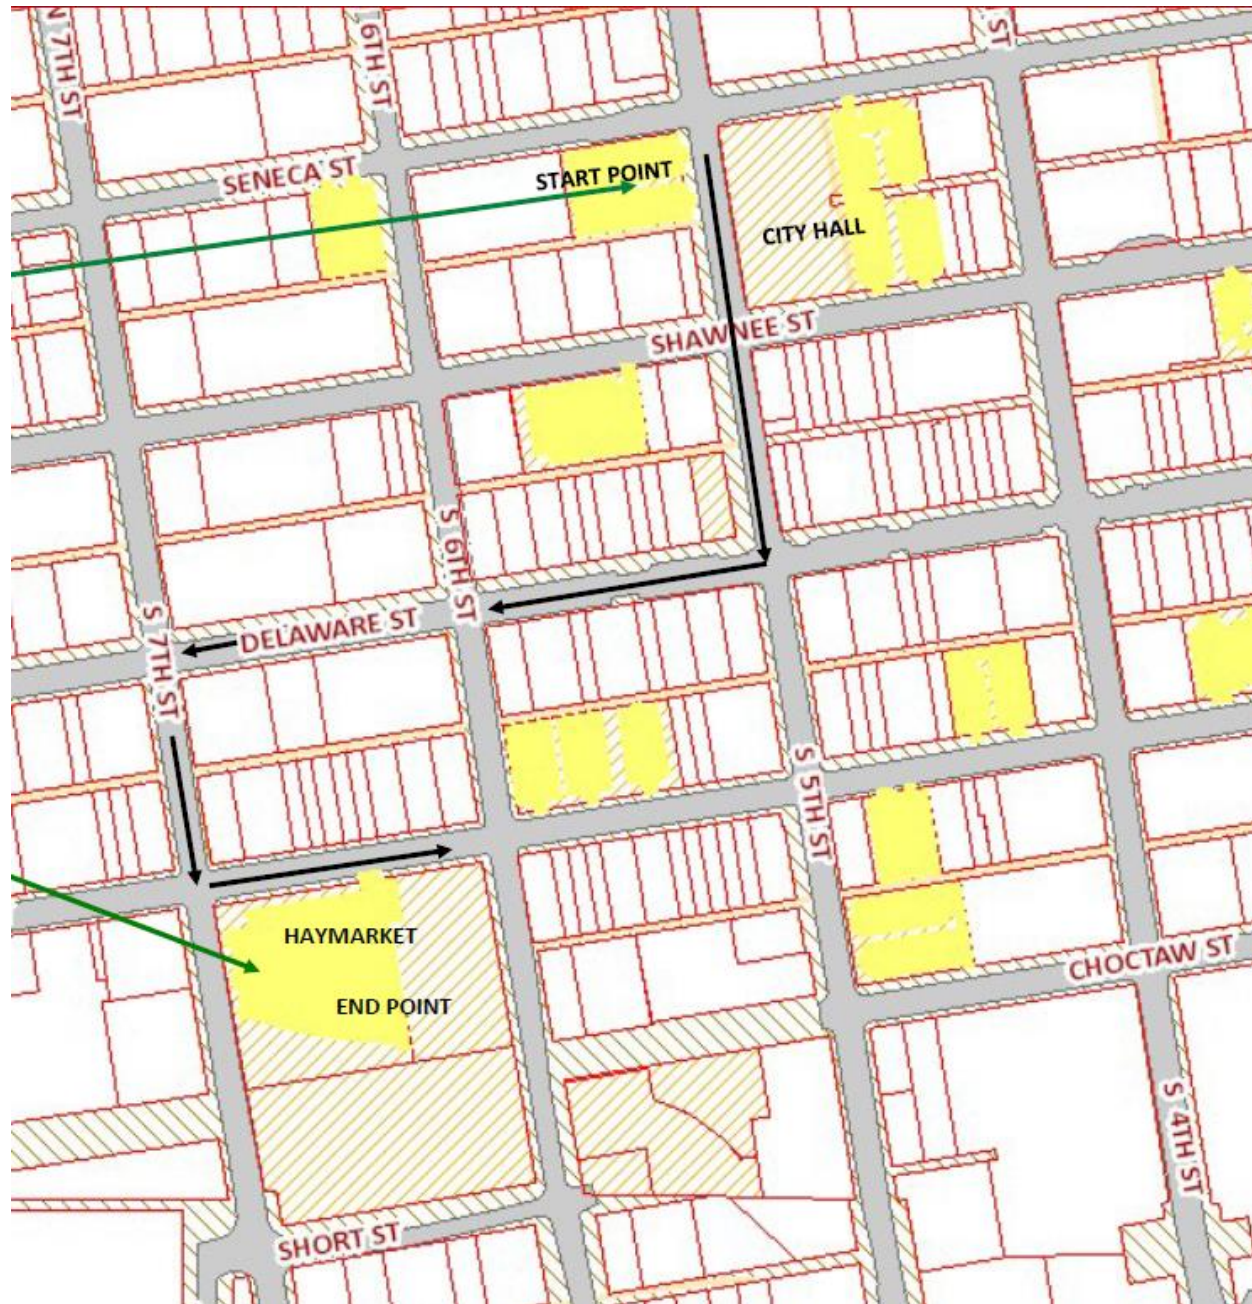 N 7TH ST
6TH ST
ST
SENECA ST
START POINT
CITY HALL
SHAWNEE ST
S 6TH ST
S 7TH ST
DELAWARE ST
S 5TH ST
HAYMARKET
END POINT
CHOCTAW ST
S 4TH ST
SHORT ST